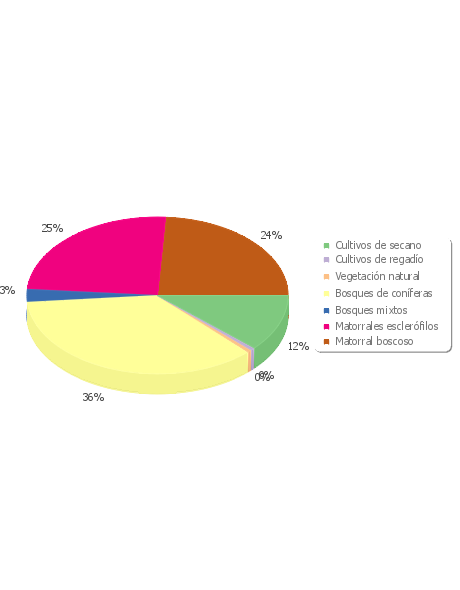 25%
24%
3%
12%
0%
0%
36%
Cultivos de secano
Cultivos de regadío
Vegetación natural
Bosques de coníferas
Bosques mixtos
Matorrales esclerófilos
Matorral boscoso